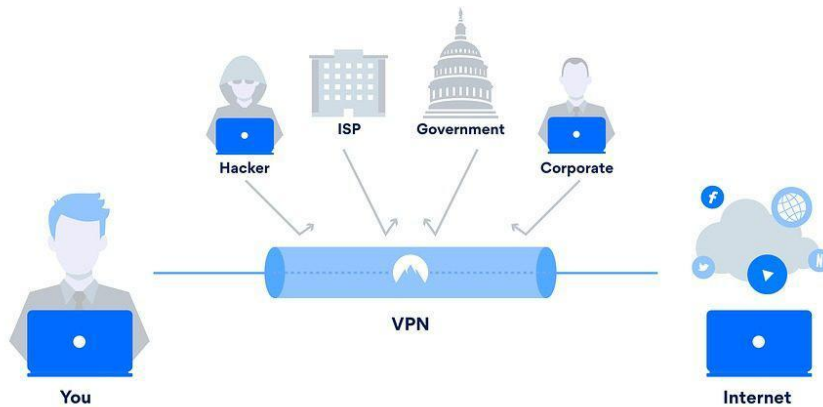 Hacker
ISP
Government
Corporate
VPN
You
Internet